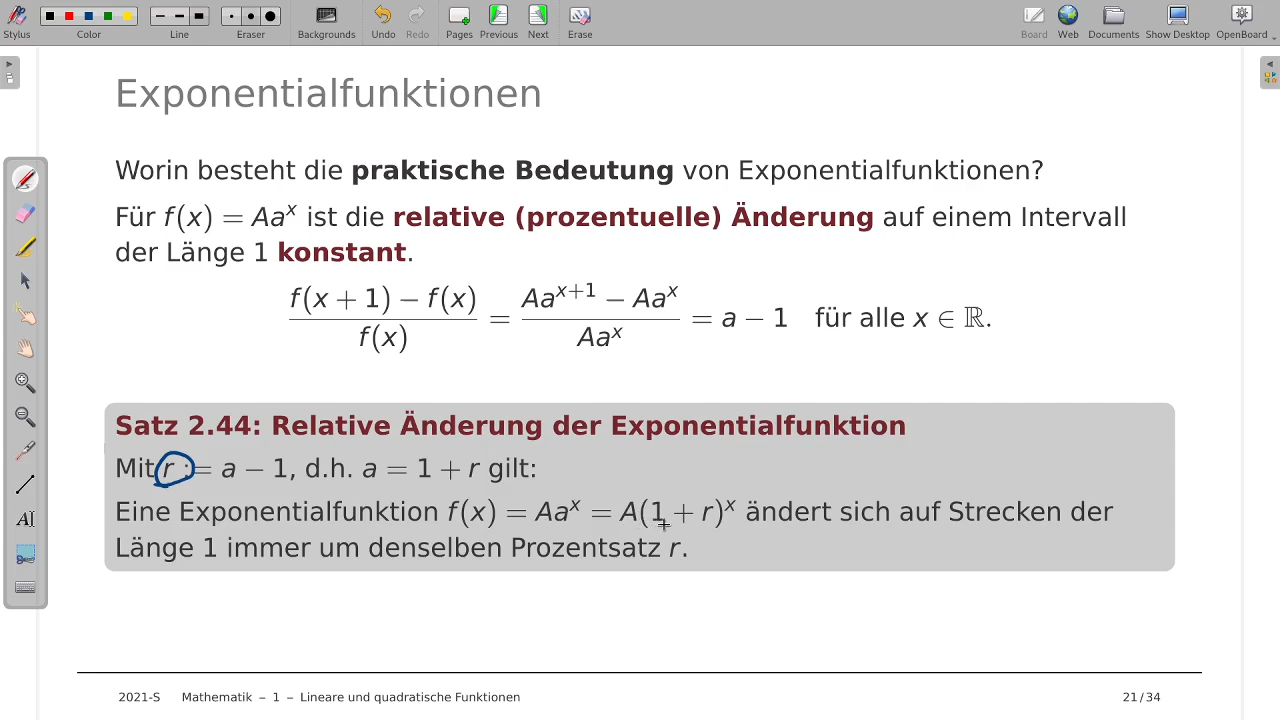 Stylus Color Line Eraser Backgrounds Undo Redo Pages Previous Next Erase Board Web Documents Show Desktop OpenBoard
Exponentialfunktionen
Worin besteht die praktische Bedeutung von Exponentialfunktionen?
Für f(x) = Aa^x ist die relative (prozentuelle) Änderung auf einem Intervall
der Länge 1 konstant.
\frac{f(x + 1) − f(x)}{f(x)} = \frac{Aa^{x+1} − Aa^x}{Aa^x} = a − 1 für alle x ∈ ℝ.
Satz 2.44: Relative Änderung der Exponentialfunktion
Mit r := a − 1, d.h. a = 1 + r gilt:
Eine Exponentialfunktion f(x) = Aa^x = A(1 + r)^x ändert sich auf Strecken der
Länge 1 immer um denselben Prozentsatz r.
2021-S Mathematik – 1 – Lineare und quadratische Funktionen 21/34